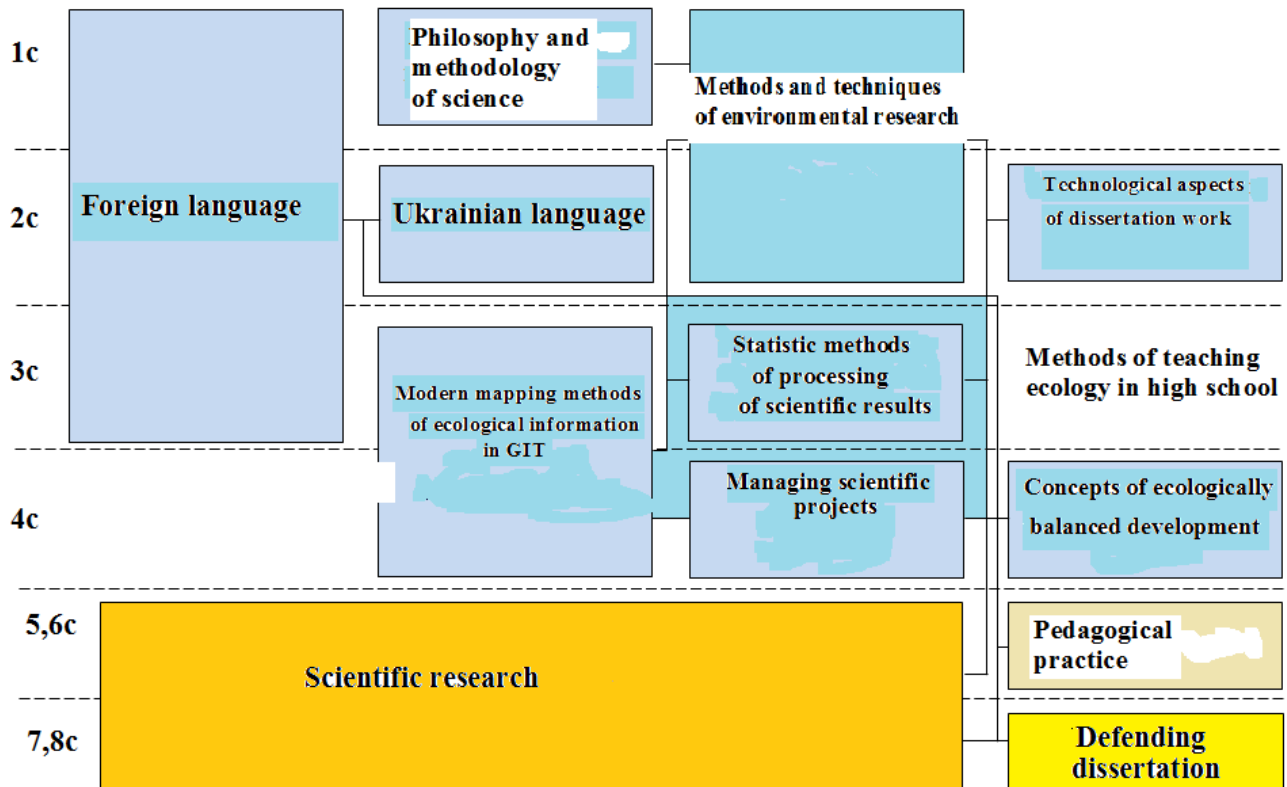 1c
Philosophy and
methodology
of science
Methods and techniques
of environmental research
2c
Foreign language
Ukrainian language
Technological aspects
of dissertation work
3c
Modern mapping methods
of ecological information
in GIT
Statistic methods
of processing
of scientific results
Methods of teaching
ecology in high school
4c
Managing scientific
projects
Concepts of ecologically
balanced development
5,6c
Scientific research
Pedagogical
practice
7,8c
Defending
dissertation